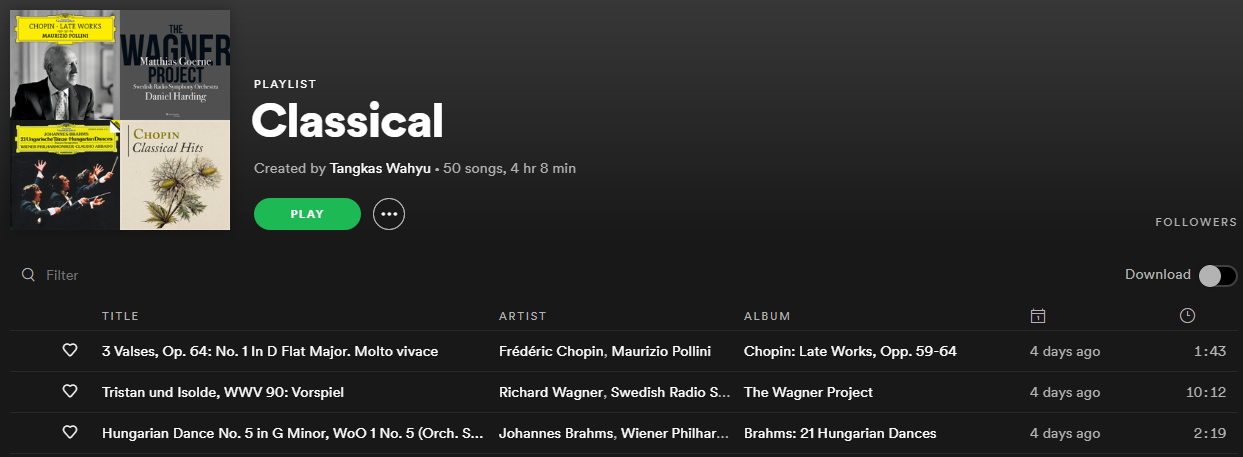 CHOPIN · LATE WORKS
MAURIZIO POLLINI
THE
WAGNER
Matthias Goerne
PROJECT
Swedish Radio Symphony Orchestra
Daniel Harding
JOHANNES BRAHMS
21 Ungarische Tänze · Hungarian Dances
WIENER PHILHARMONIKER · CLAUDIO ABBADO
CHOPIN
Classical Hits
PLAYLIST
Classical
Created by Tangkas Wahyu • 50 songs, 4 hr 8 min
PLAY
FOLLOWERS
Filter
Download
TITLE ARTIST ALBUM
3 Valses, Op. 64: No. 1 In D Flat Major. Molto vivace Frédéric Chopin, Maurizio Pollini Chopin: Late Works, Opp. 59-64 4 days ago 1:43
Tristan und Isolde, WWV 90: Vorspiel Richard Wagner, Swedish Radio S... The Wagner Project 4 days ago 10:12
Hungarian Dance No. 5 in G Minor, WoO 1 No. 5 (Orch. S... Johannes Brahms, Wiener Philhar... Brahms: 21 Hungarian Dances 4 days ago 2:19